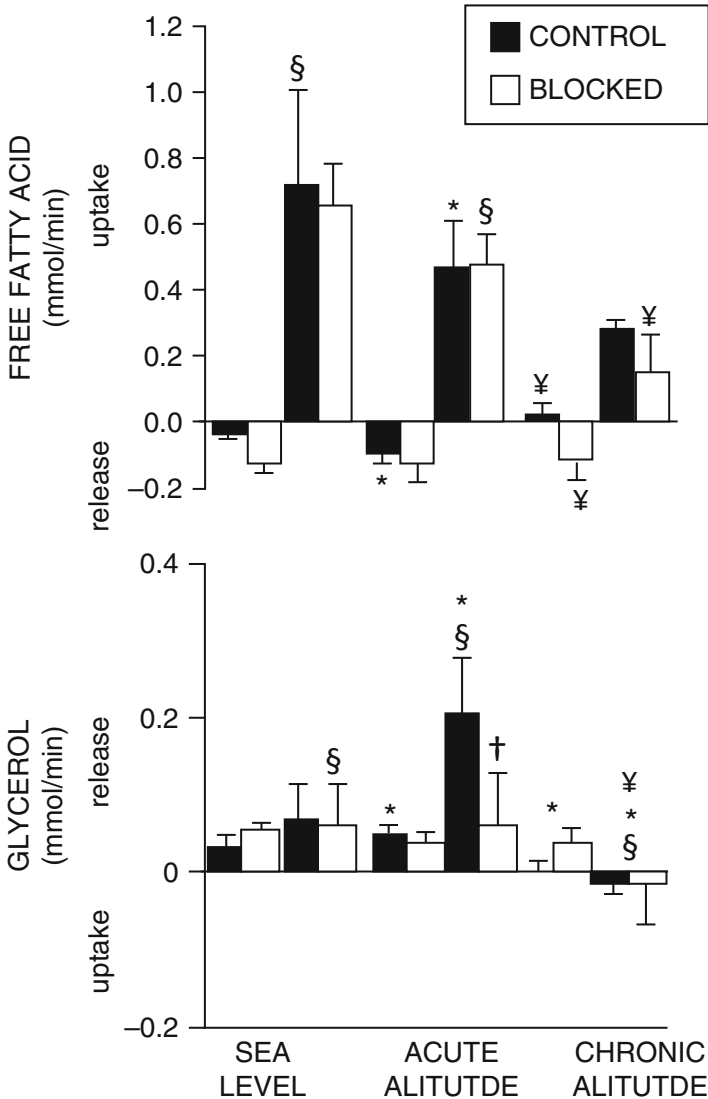 CONTROL
BLOCKED
FREE FATTY ACID
(mmol/min)
uptake
release
1.2
1.0
0.8
0.6
0.4
0.2
0.0
–0.2
§
*
§
*
¥
¥
¥
GLYCEROL
(mmol/min)
release
uptake
0.4
0.2
0
–0.2
§
*
*
§
†
*
¥
*
§
SEA
LEVEL
ACUTE
ALITUTDE
CHRONIC
ALITUTDE